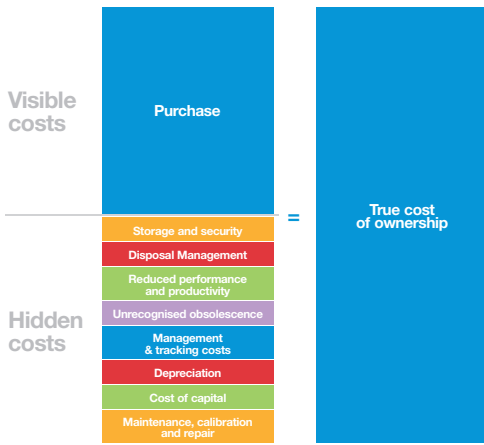 Visible
costs
Purchase
=
True cost
of ownership
Storage and security
Disposal Management
Reduced performance
and productivity
Unrecognised obsolescence
Hidden
costs
Management
& tracking costs
Depreciation
Cost of capital
Maintenance, calibration
and repair